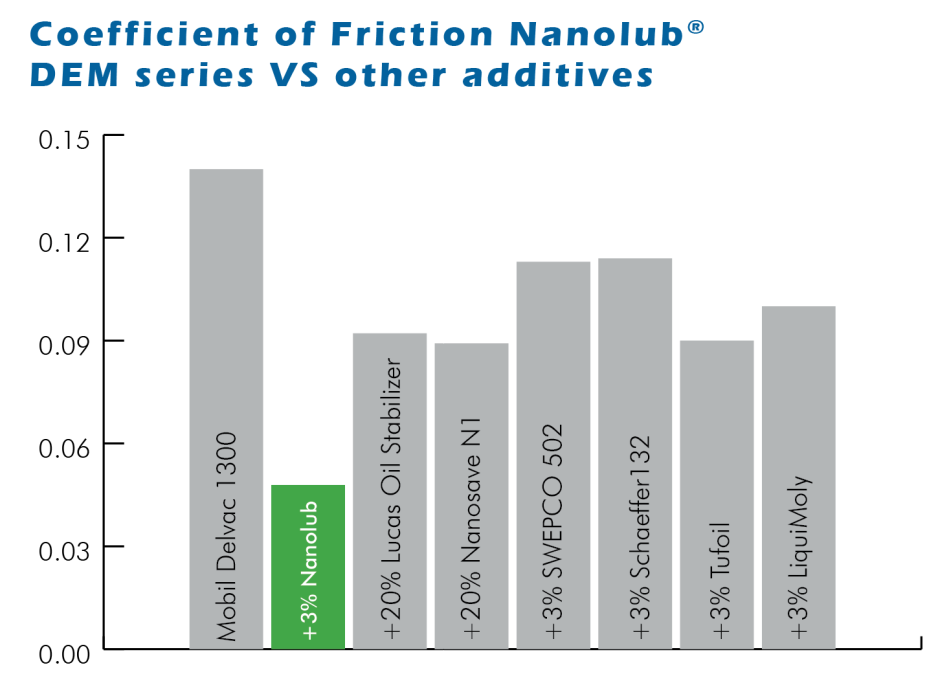 Coefficient of Friction Nanolub®
DEM series VS other additives
0.15
0.12
0.09
0.06
0.03
0.00
Mobil Delvac 1300
+3% Nanolub
+20% Lucas Oil Stabilizer
+20% Nanosave N1
+3% SWEPCO 502
+3% Schaeffer132
+3% Tufoil
+3% LiquiMoly